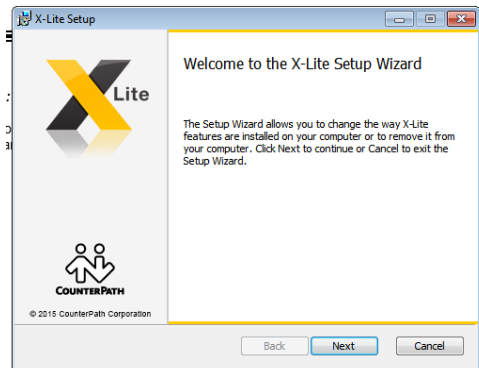 X-Lite Setup
Lite
Welcome to the X-Lite Setup Wizard
The Setup Wizard allows you to change the way X-Lite
features are installed on your computer or to remove it from
your computer. Click Next to continue or Cancel to exit the
Setup Wizard.
COUNTERPATH
© 2015 CounterPath Corporation
Back
Next
Cancel